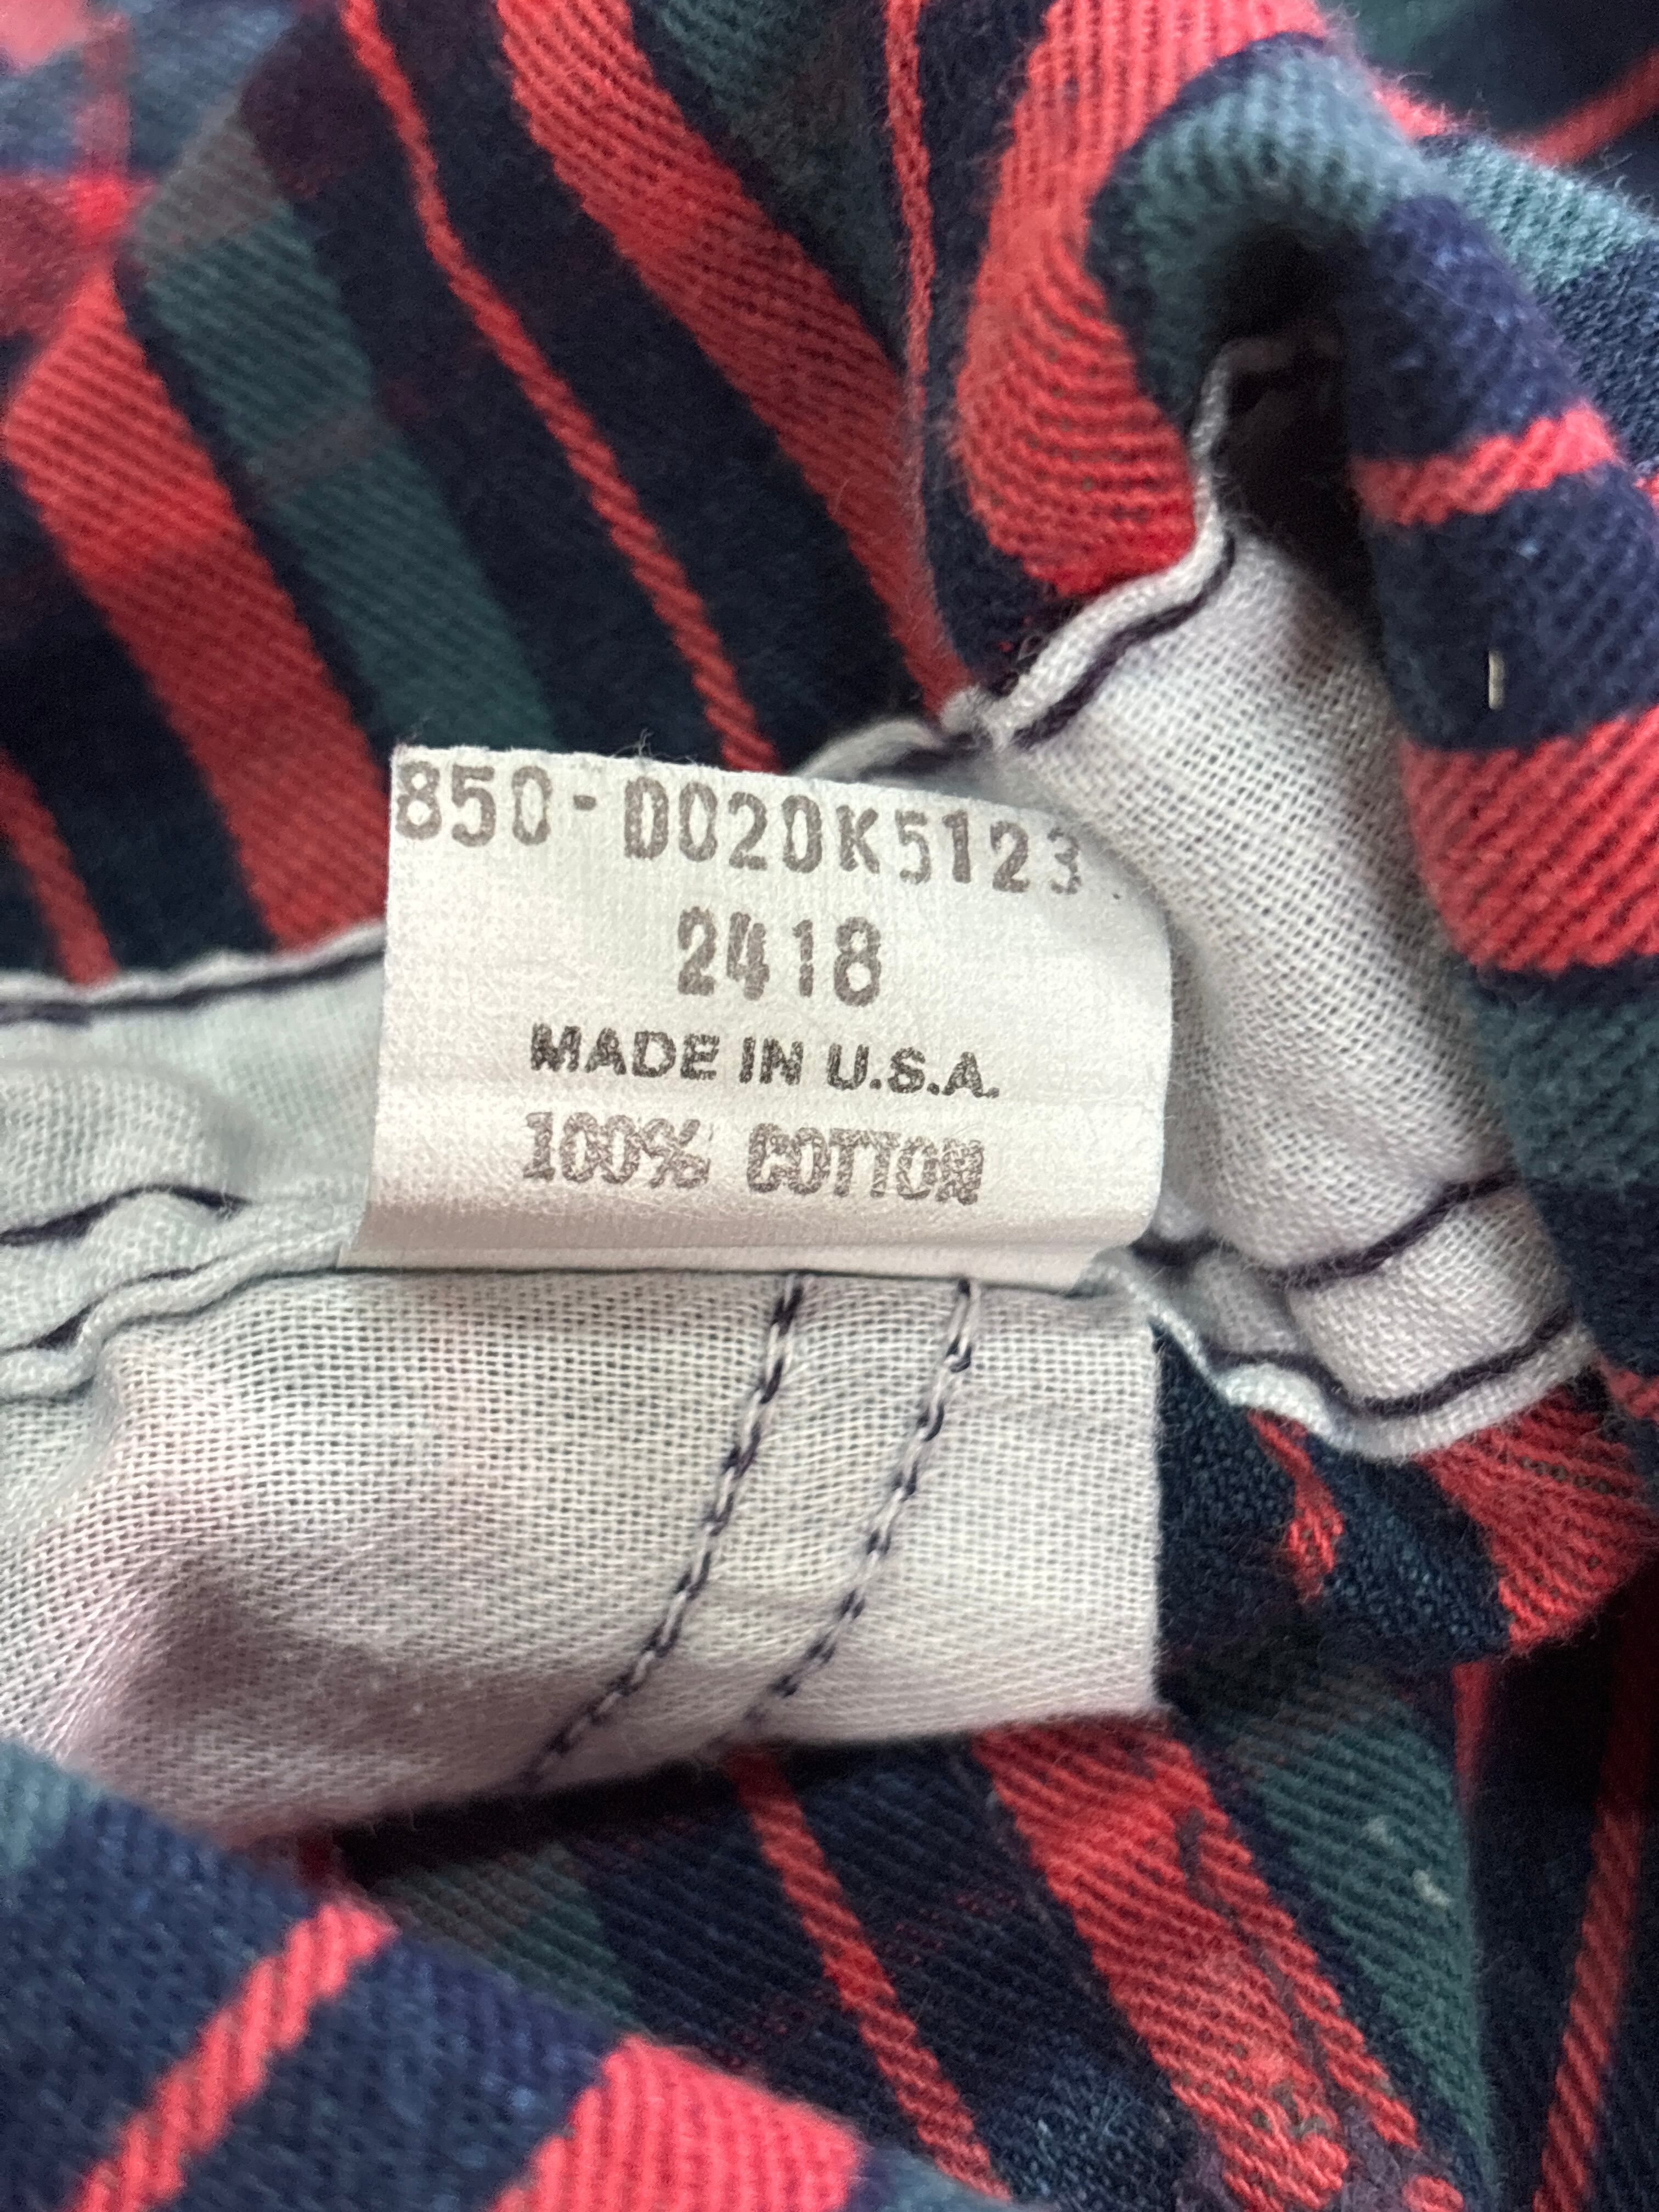 850-D020K5123
2418
MADE IN U.S.A.
100% COTTON